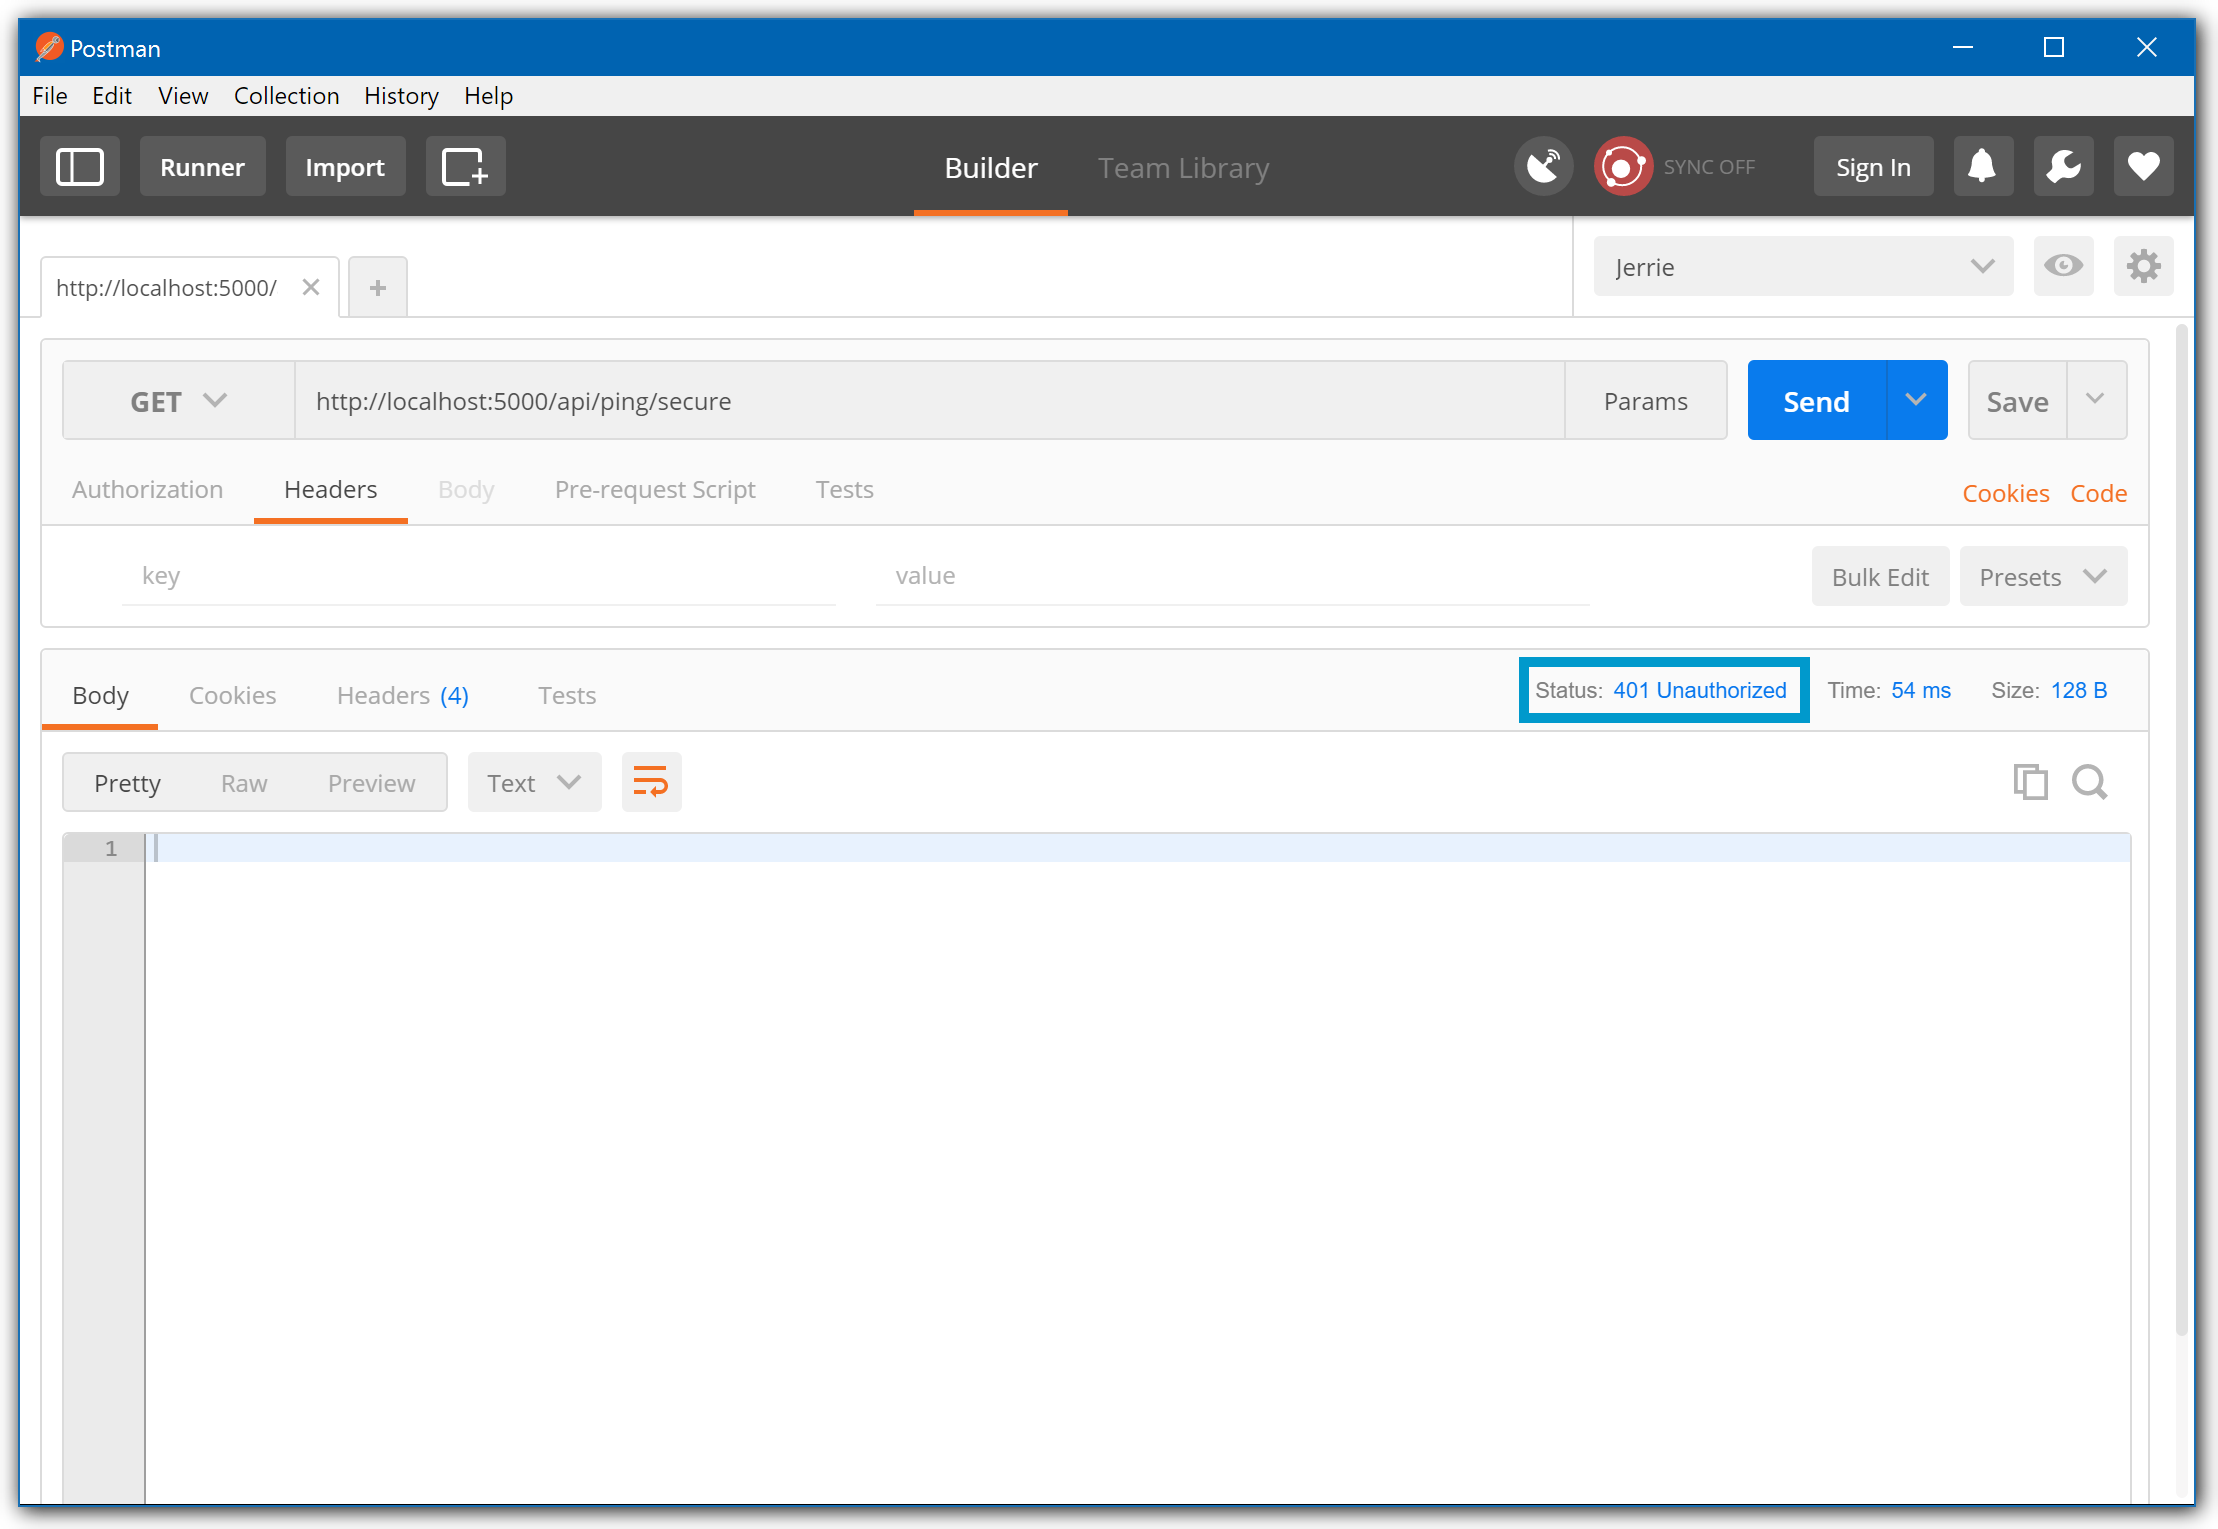 Postman
File Edit View Collection History Help
Runner Import Builder Team Library SYNC OFF Sign In
http://localhost:5000/ Jerrie
GET http://localhost:5000/api/ping/secure Params Send Save
Authorization Headers Body Pre-request Script Tests Cookies Code
key value Bulk Edit Presets
Body Cookies Headers (4) Tests Status: 401 Unauthorized Time: 54 ms Size: 128 B
Pretty Raw Preview Text
1